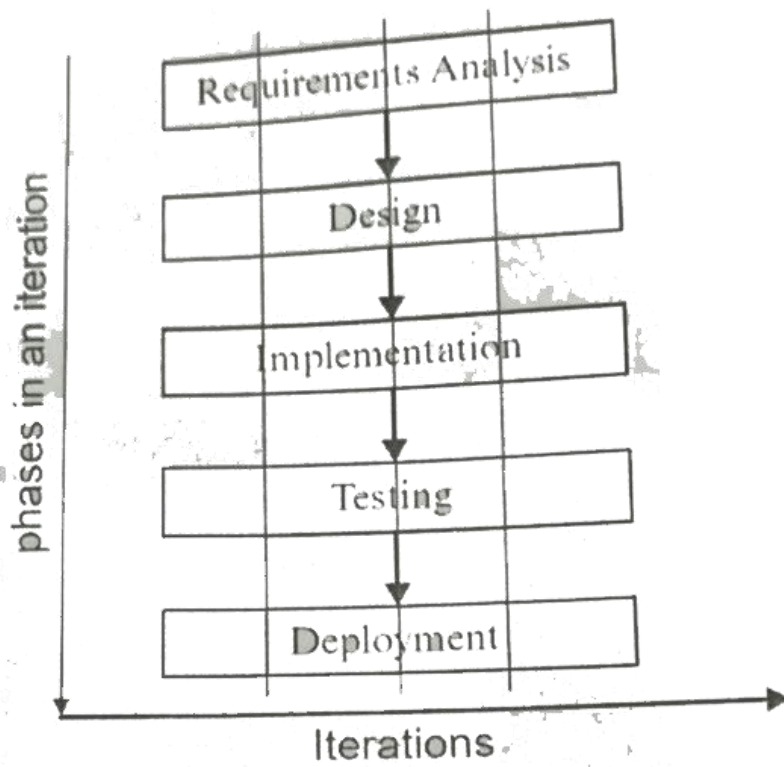 Requirements Analysis
Design
Implementation
Testing
Deployment
phases in an iteration
Iterations